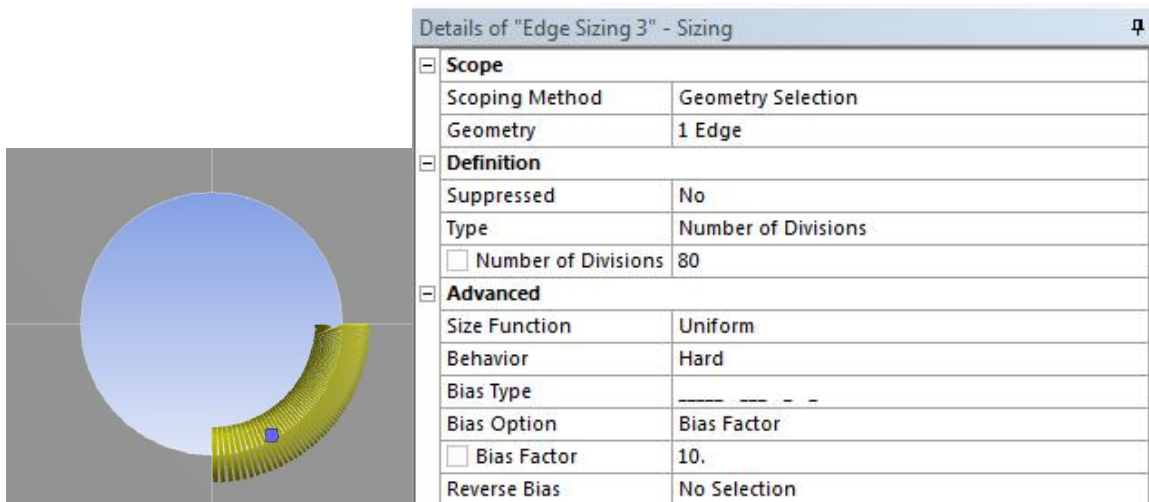 Details of "Edge Sizing 3" - Sizing
Scope
Scoping Method Geometry Selection
Geometry 1 Edge
Definition
Suppressed No
Type Number of Divisions
Number of Divisions 80
Advanced
Size Function Uniform
Behavior Hard
Bias Type _____ ___ _ _
Bias Option Bias Factor
Bias Factor 10.
Reverse Bias No Selection